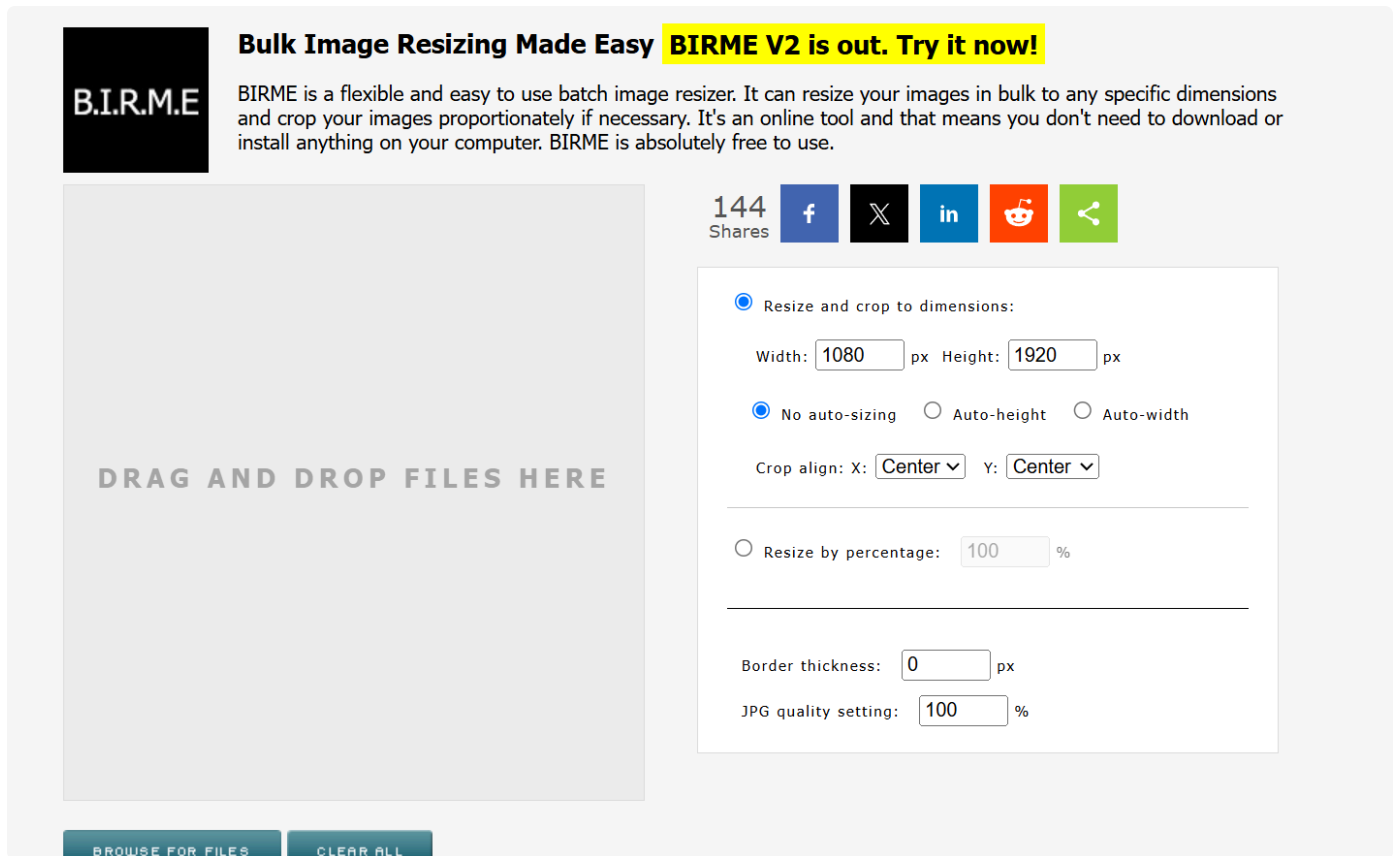 B.I.R.M.E
Bulk Image Resizing Made Easy BIRME V2 is out. Try it now!
BIRME is a flexible and easy to use batch image resizer. It can resize your images in bulk to any specific dimensions
and crop your images proportionately if necessary. It's an online tool and that means you don't need to download or
install anything on your computer. BIRME is absolutely free to use.
DRAG AND DROP FILES HERE
144
Shares
Resize and crop to dimensions:
Width: 1080 px Height: 1920 px
No auto-sizing Auto-height Auto-width
Crop align: X: Center Y: Center
Resize by percentage: 100 %
Border thickness: 0 px
JPG quality setting: 100 %
BROWSE FOR FILES CLEAR ALL